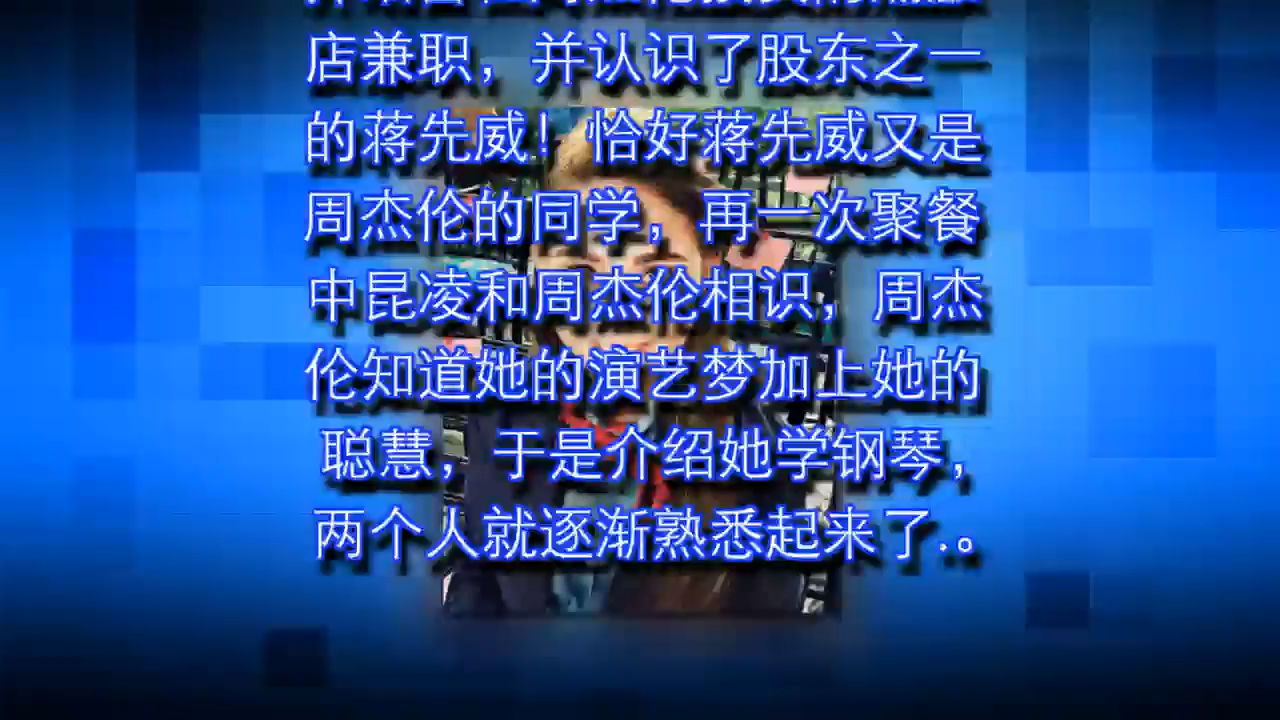 店兼职，并认识了股东之一
的蒋先威！恰好蒋先威又是
周杰伦的同学，再一次聚餐
中昆凌和周杰伦相识，周杰
伦知道她的演艺梦加上她的
聪慧，于是介绍她学钢琴，
两个人就逐渐熟悉起来了.。